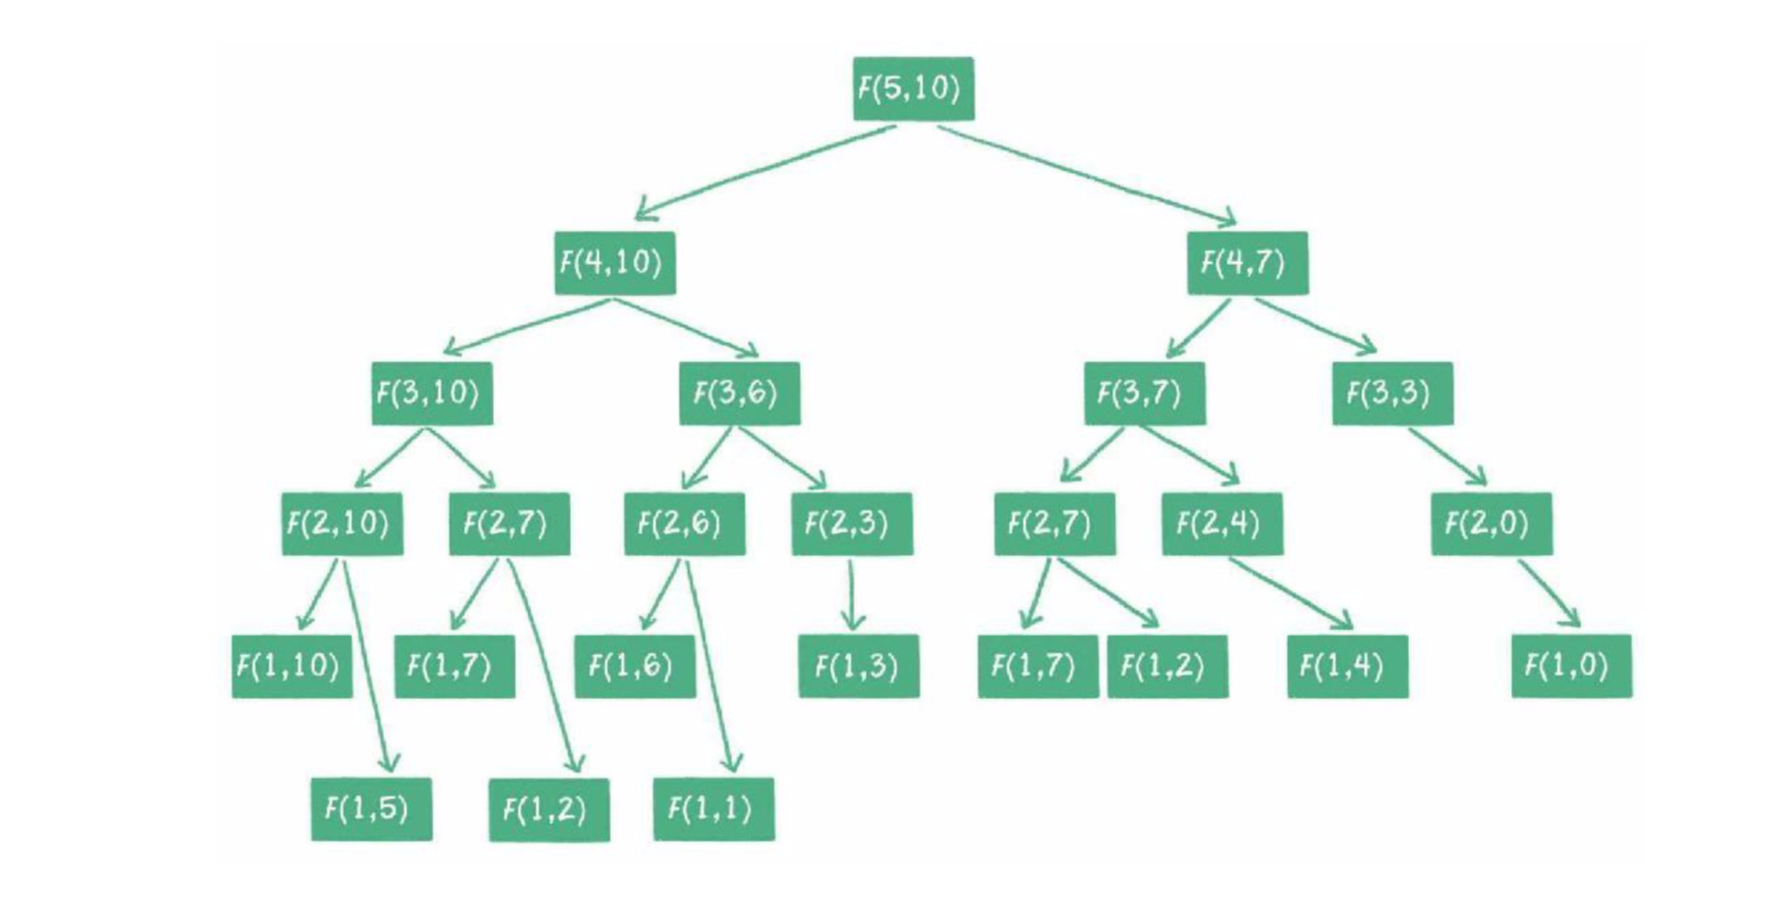 F(5,10)
F(4,10)
F(4,7)
F(3,10)
F(3,6)
F(3,7)
F(3,3)
F(2,10)
F(2,7)
F(2,6)
F(2,3)
F(2,7)
F(2,4)
F(2,0)
F(1,10)
F(1,7)
F(1,6)
F(1,3)
F(1,7)
F(1,2)
F(1,4)
F(1,0)
F(1,5)
F(1,2)
F(1,1)